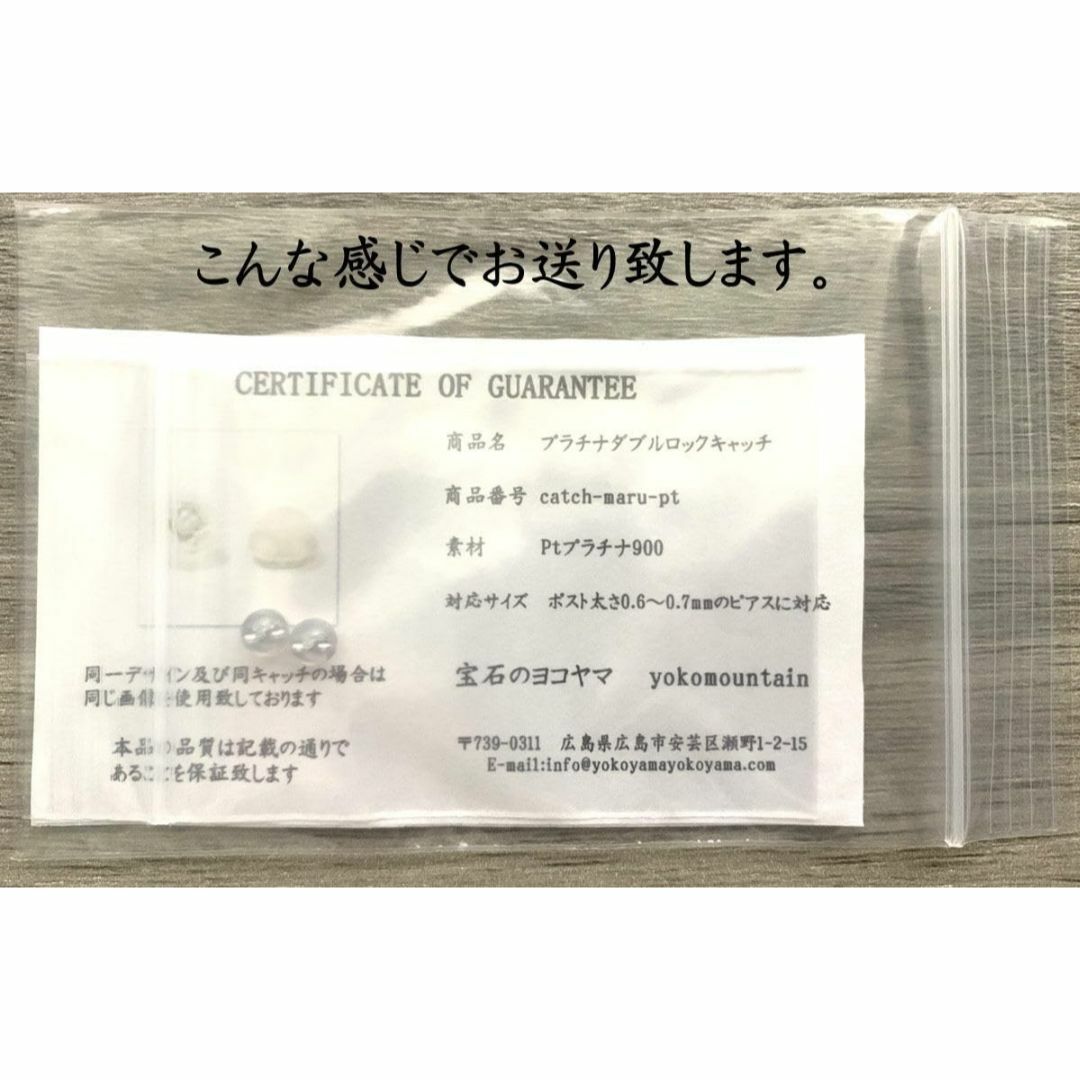 こんな感じでお送り致します。
CERTIFICATE OF GUARANTEE
商品名 プラチナダブルロックキャッチ
商品番号 catch-maru-pt
素材 Ptプラチナ900
対応サイズ ポスト太さ0.6～0.7mmのピアスに対応
同一デザイン及び同キャッチの場合は
同じ画像を使用致しております
本品の品質は記載の通りで
あることを保証致します
宝石のヨコヤマ yokomountain
〒739-0311 広島県広島市安芸区瀬野1-2-15
E-mail:info@yokoyamayokoyama.com